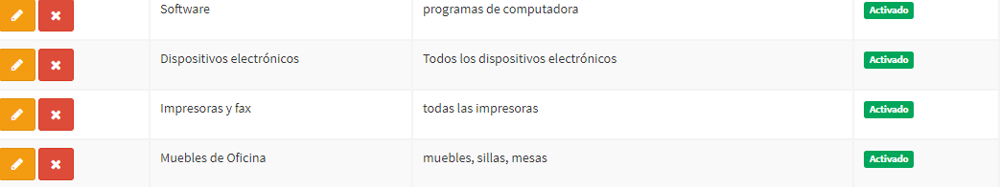 Software programas de computadora Activado
Dispositivos electrónicos Todos los dispositivos electrónicos Activado
Impresoras y fax todas las impresoras Activado
Muebles de Oficina muebles, sillas, mesas Activado